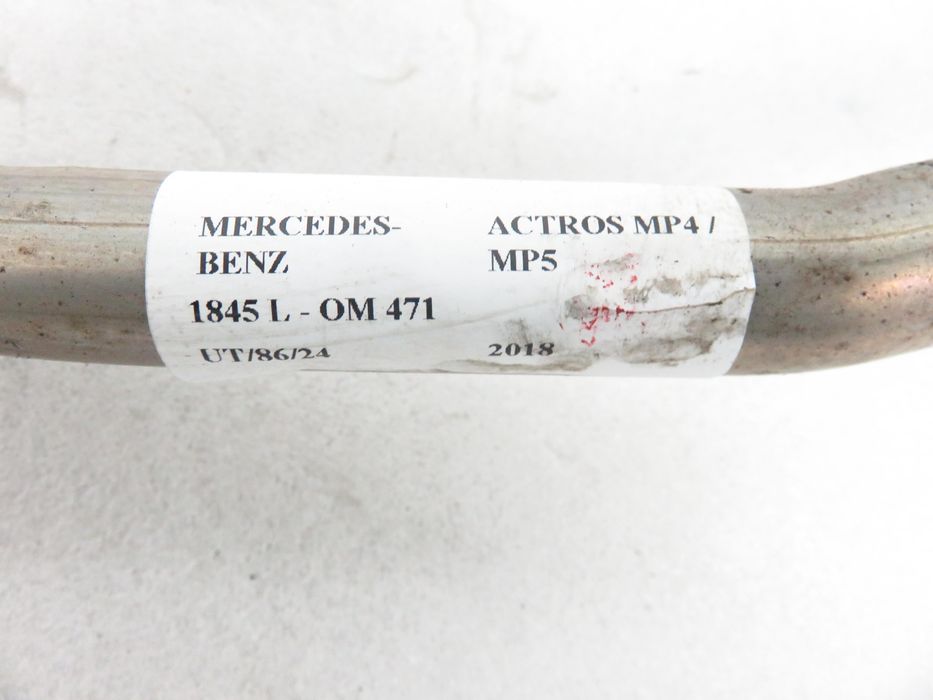 MERCEDES- ACTROS MP4 /
BENZ MP5
1845 L - OM 471
UT/86/24 2018